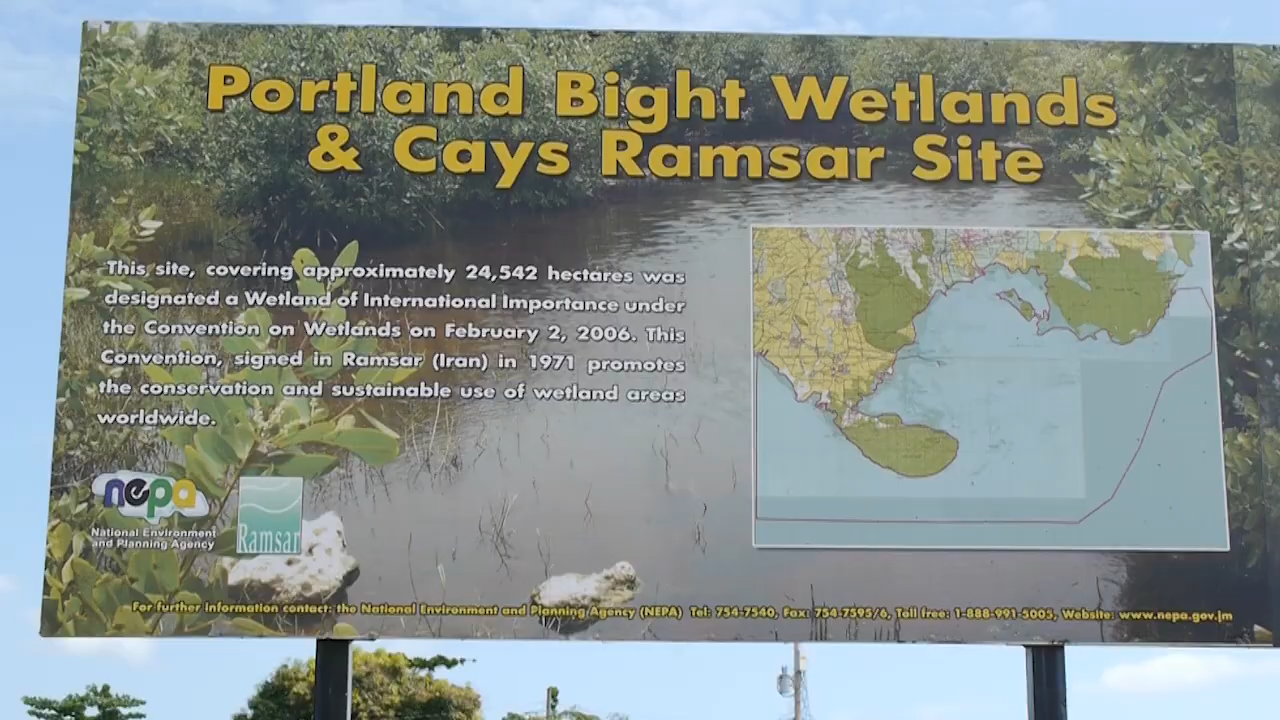 Portland Bight Wetlands
& Cays Ramsar Site
This site, covering approximately 24,542 hectares was
designated a Wetland of International Importance under
the Convention on Wetlands on February 2, 2006. This
Convention, signed in Ramsar (Iran) in 1971 promotes
the conservation and sustainable use of wetland areas
worldwide.
nepa
National Environment
and Planning Agency
Ramsar
For further information contact: the National Environment and Planning Agency (NEPA) Tel: 754-7540, Fax: 754-7595/6, Toll free: 1-888-991-5005, Website: www.nepa.gov.jm